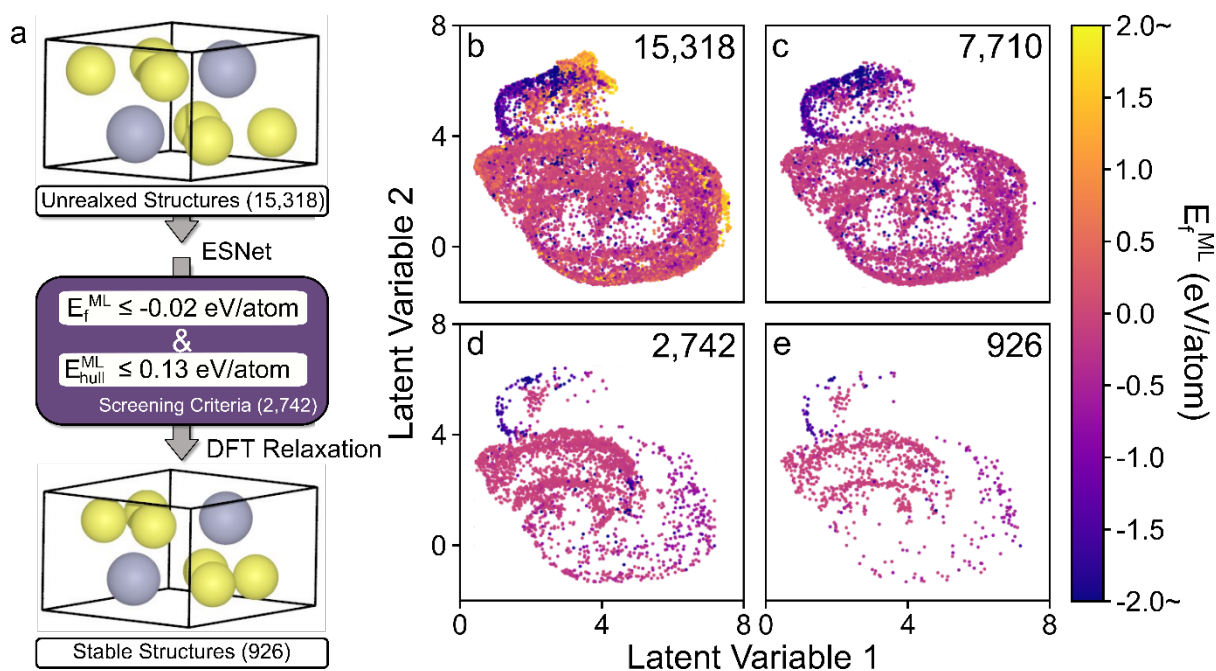 a
Unrealxed Structures (15,318)
ESNet
E_f^ML ≤ -0.02 eV/atom
&
E_hull^ML ≤ 0.13 eV/atom
Screening Criteria (2,742)
DFT Relaxation
Stable Structures (926)
b 15,318
c 7,710
8
4
0
d 2,742
e 926
8
4
0
0 4 8
0 4 8
Latent Variable 2
Latent Variable 1
2.0~
1.5
1.0
0.5
0.0
-0.5
-1.0
-1.5
-2.0~
E_f^ML (eV/atom)